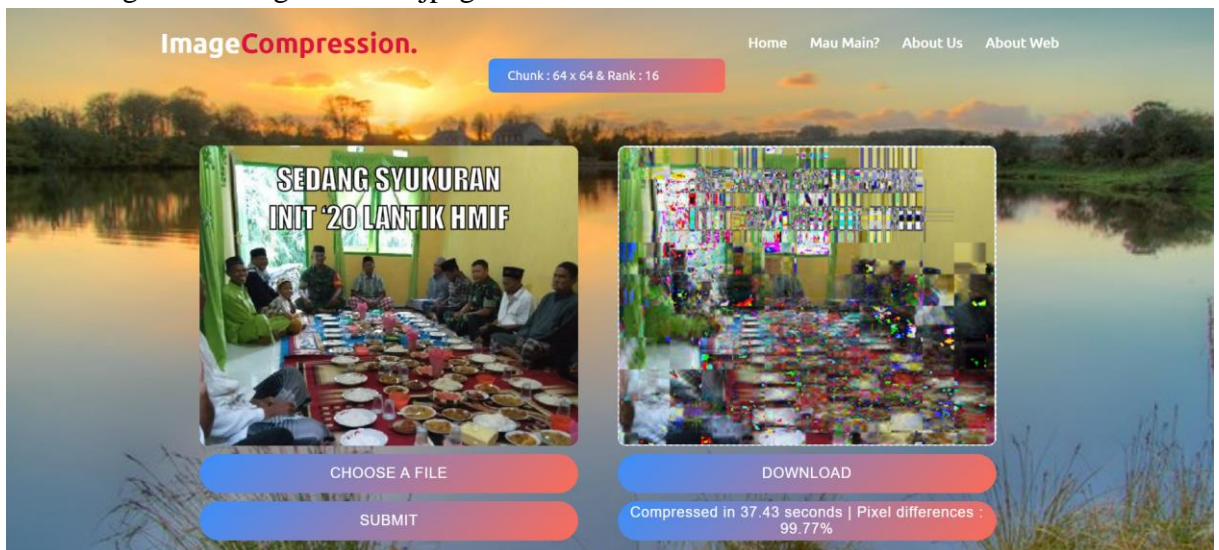 ImageCompression.
Home Mau Main? About Us About Web
Chunk : 64 x 64 & Rank : 16
SEDANG SYUKURAN
INIT '20 LANTIK HMIF
CHOOSE A FILE
DOWNLOAD
SUBMIT
Compressed in 37.43 seconds | Pixel differences :
99.77%